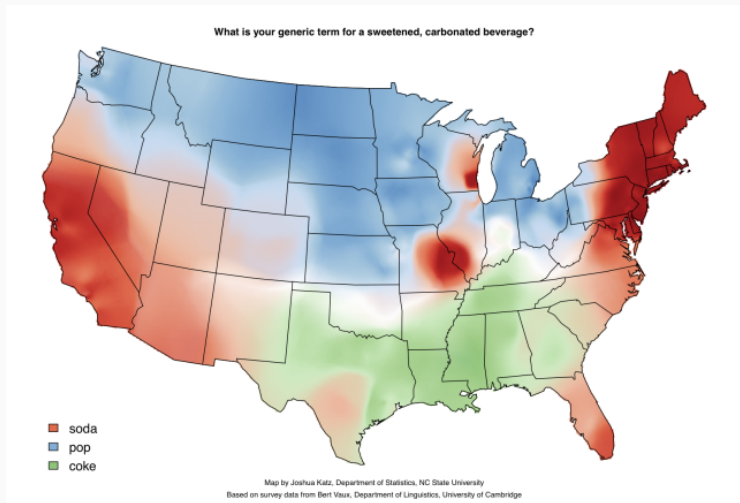 What is your generic term for a sweetened, carbonated beverage?
soda
pop
coke
Map by Joshua Katz, Department of Statistics, NC State University
Based on survey data from Bert Vaux, Department of Linguistics, University of Cambridge